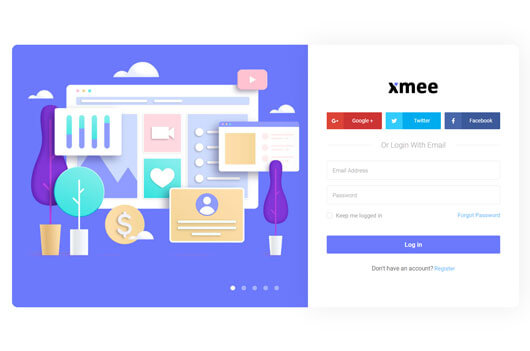 xmee
G+ Google +
Twitter
f Facebook
Or Login With Email
Email Address
Password
Keep me logged in
Forgot Password
Log in
Don't have an account? Register
$